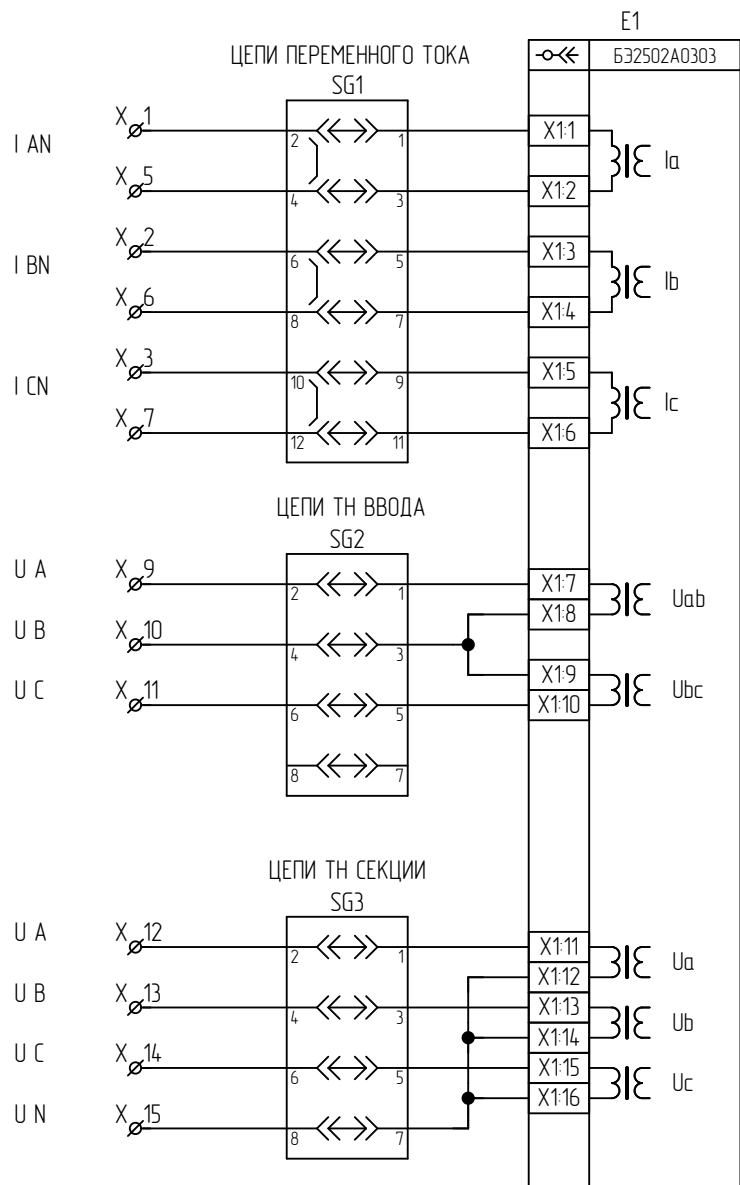 E1
БЭ2502А0303
ЦЕПИ ПЕРЕМЕННОГО ТОКА
SG1
I AN
X 1 2 1 X1:1
Ia
X 5 4 3 X1:2
I BN
X 2 6 5 X1:3
Ib
X 6 8 7 X1:4
I CN
X 3 10 9 X1:5
Ic
X 7 12 11 X1:6
ЦЕПИ ТН ВВОДА
SG2
U A X 9 2 1 X1:7
Uab
X1:8
U B X 10 4 3
X1:9
Ubc
U C X 11 6 5 X1:10
8 7
ЦЕПИ ТН СЕКЦИИ
SG3
U A X 12 2 1 X1:11
Ua
X1:12
U B X 13 4 3 X1:13
Ub
X1:14
U C X 14 6 5 X1:15
Uc
X1:16
U N X 15 8 7